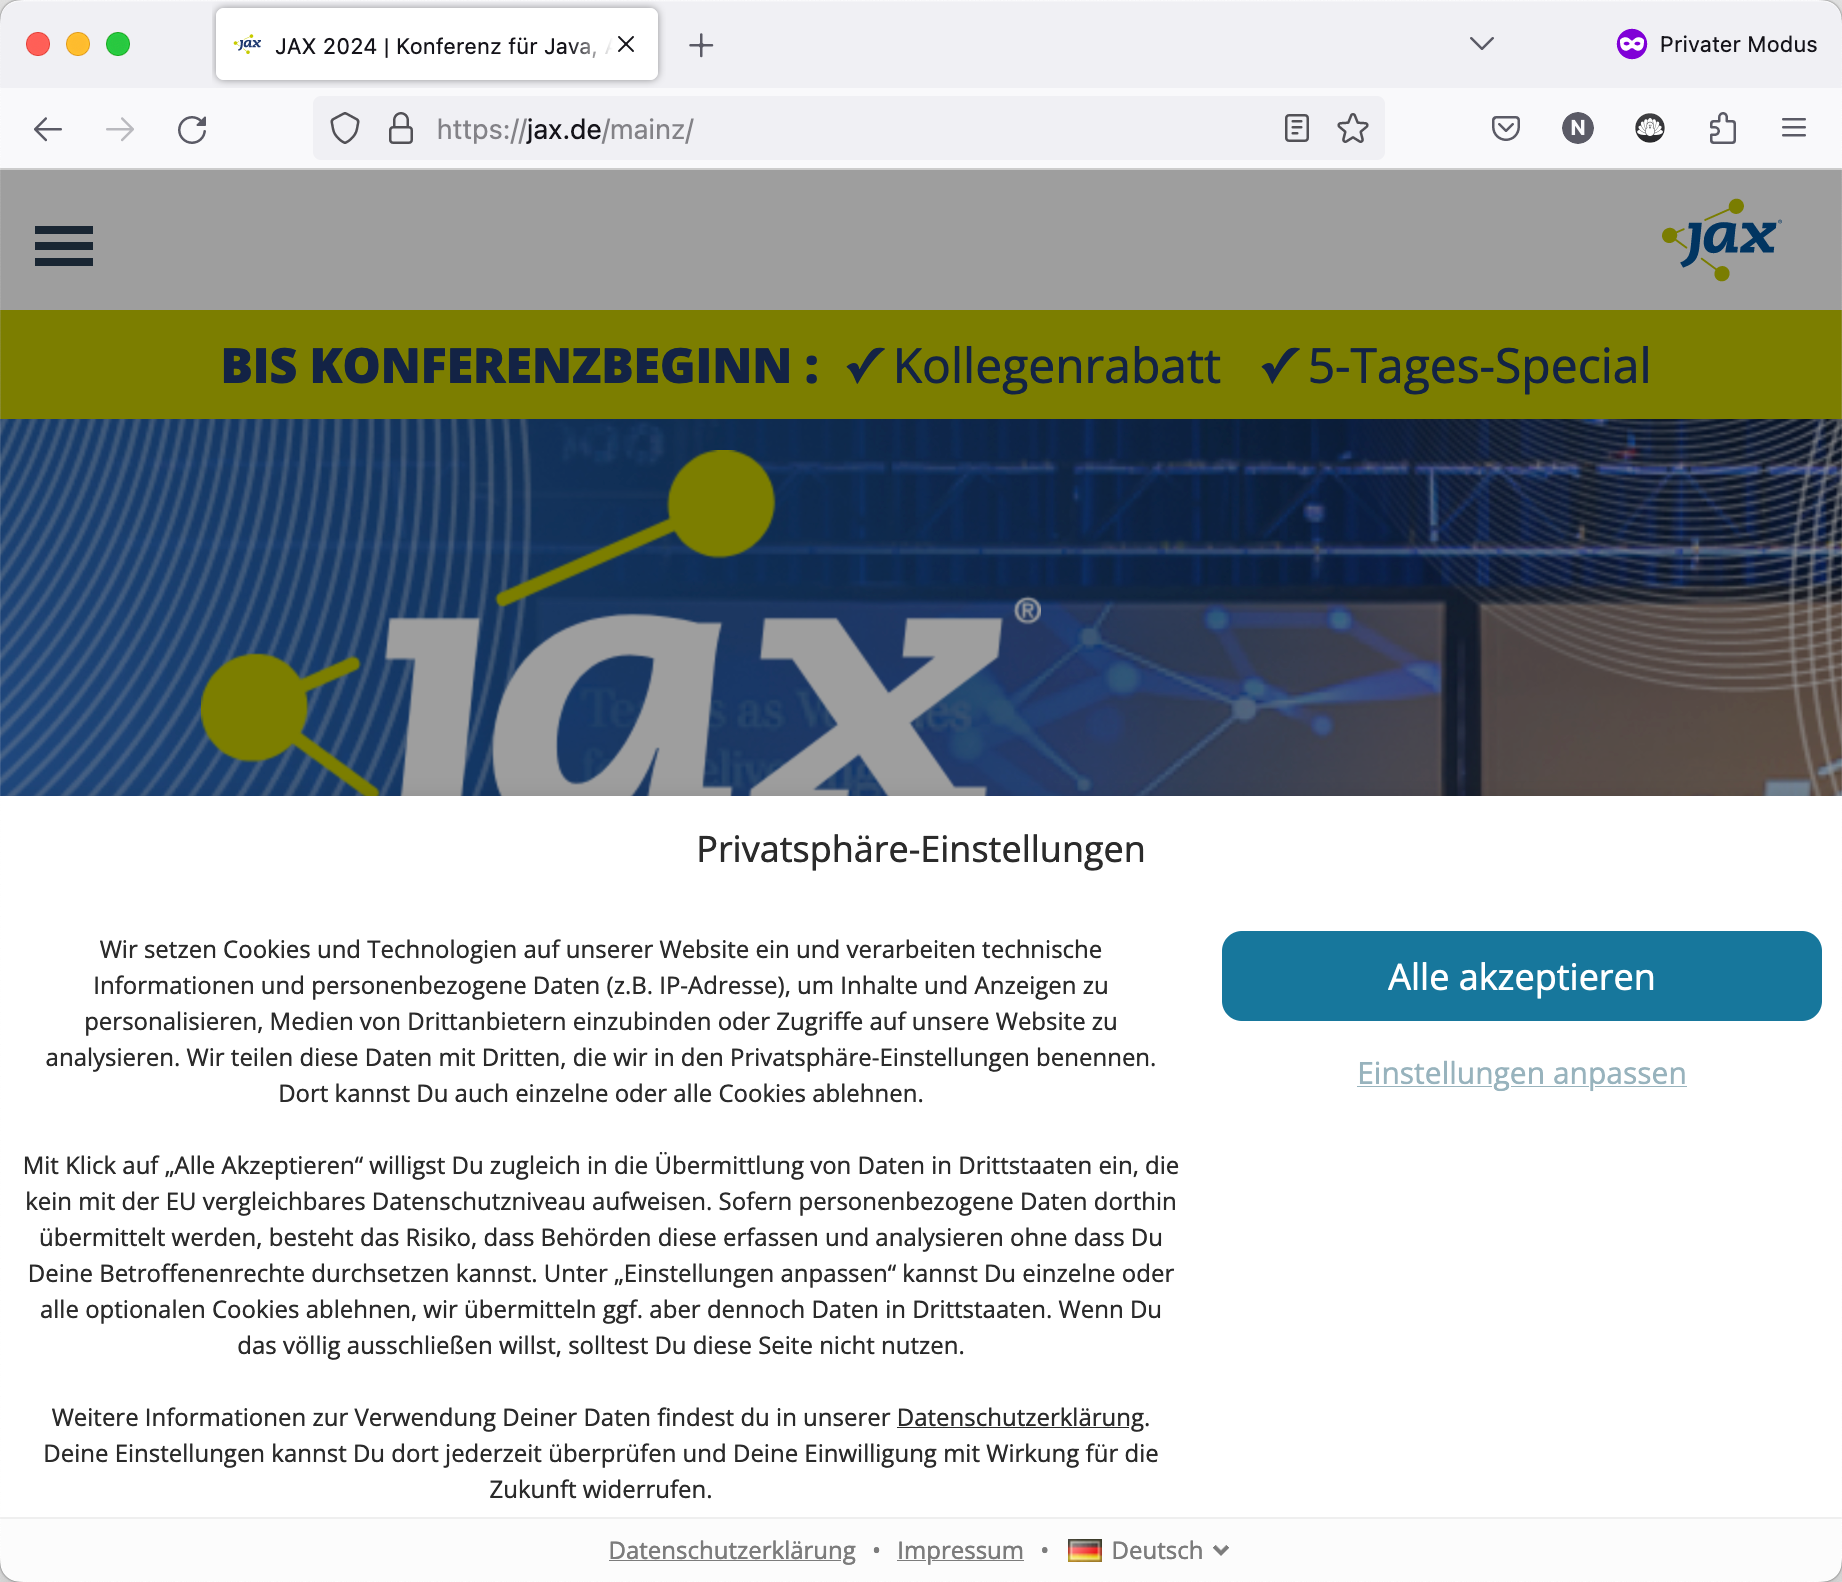 jax JAX 2024 | Konferenz für Java,
Privater Modus
https://jax.de/mainz/
N
jax
BIS KONFERENZBEGINN : ✓ Kollegenrabatt ✓ 5-Tages-Special
jax®
Privatsphäre-Einstellungen
Wir setzen Cookies und Technologien auf unserer Website ein und verarbeiten technische
Informationen und personenbezogene Daten (z.B. IP-Adresse), um Inhalte und Anzeigen zu
personalisieren, Medien von Drittanbietern einzubinden oder Zugriffe auf unsere Website zu
analysieren. Wir teilen diese Daten mit Dritten, die wir in den Privatsphäre-Einstellungen benennen.
Dort kannst Du auch einzelne oder alle Cookies ablehnen.
Mit Klick auf „Alle Akzeptieren“ willigst Du zugleich in die Übermittlung von Daten in Drittstaaten ein, die
kein mit der EU vergleichbares Datenschutzniveau aufweisen. Sofern personenbezogene Daten dorthin
übermittelt werden, besteht das Risiko, dass Behörden diese erfassen und analysieren ohne dass Du
Deine Betroffenenrechte durchsetzen kannst. Unter „Einstellungen anpassen“ kannst Du einzelne oder
alle optionalen Cookies ablehnen, wir übermitteln ggf. aber dennoch Daten in Drittstaaten. Wenn Du
das völlig ausschließen willst, solltest Du diese Seite nicht nutzen.
Weitere Informationen zur Verwendung Deiner Daten findest du in unserer Datenschutzerklärung.
Deine Einstellungen kannst Du dort jederzeit überprüfen und Deine Einwilligung mit Wirkung für die
Zukunft widerrufen.
Alle akzeptieren
Einstellungen anpassen
Datenschutzerklärung • Impressum • Deutsch